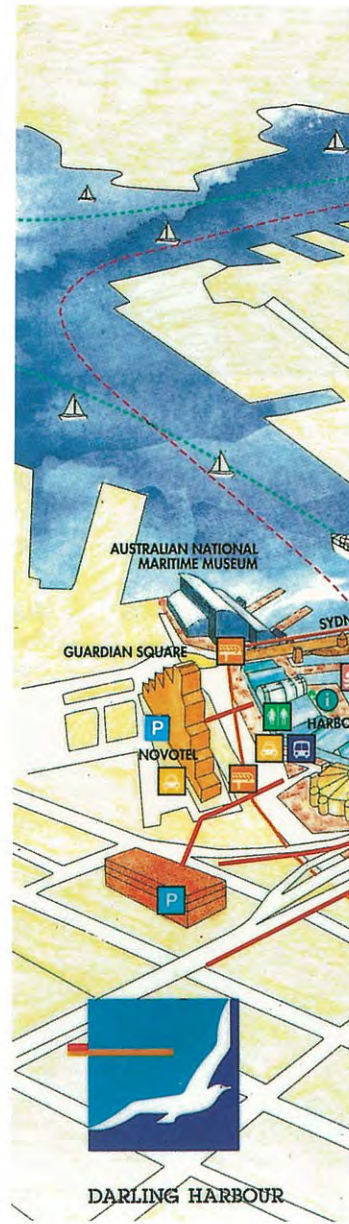 AUSTRALIAN NATIONAL
MARITIME MUSEUM
GUARDIAN SQUARE
P
NOVOTEL
i
P
DARLING HARBOUR